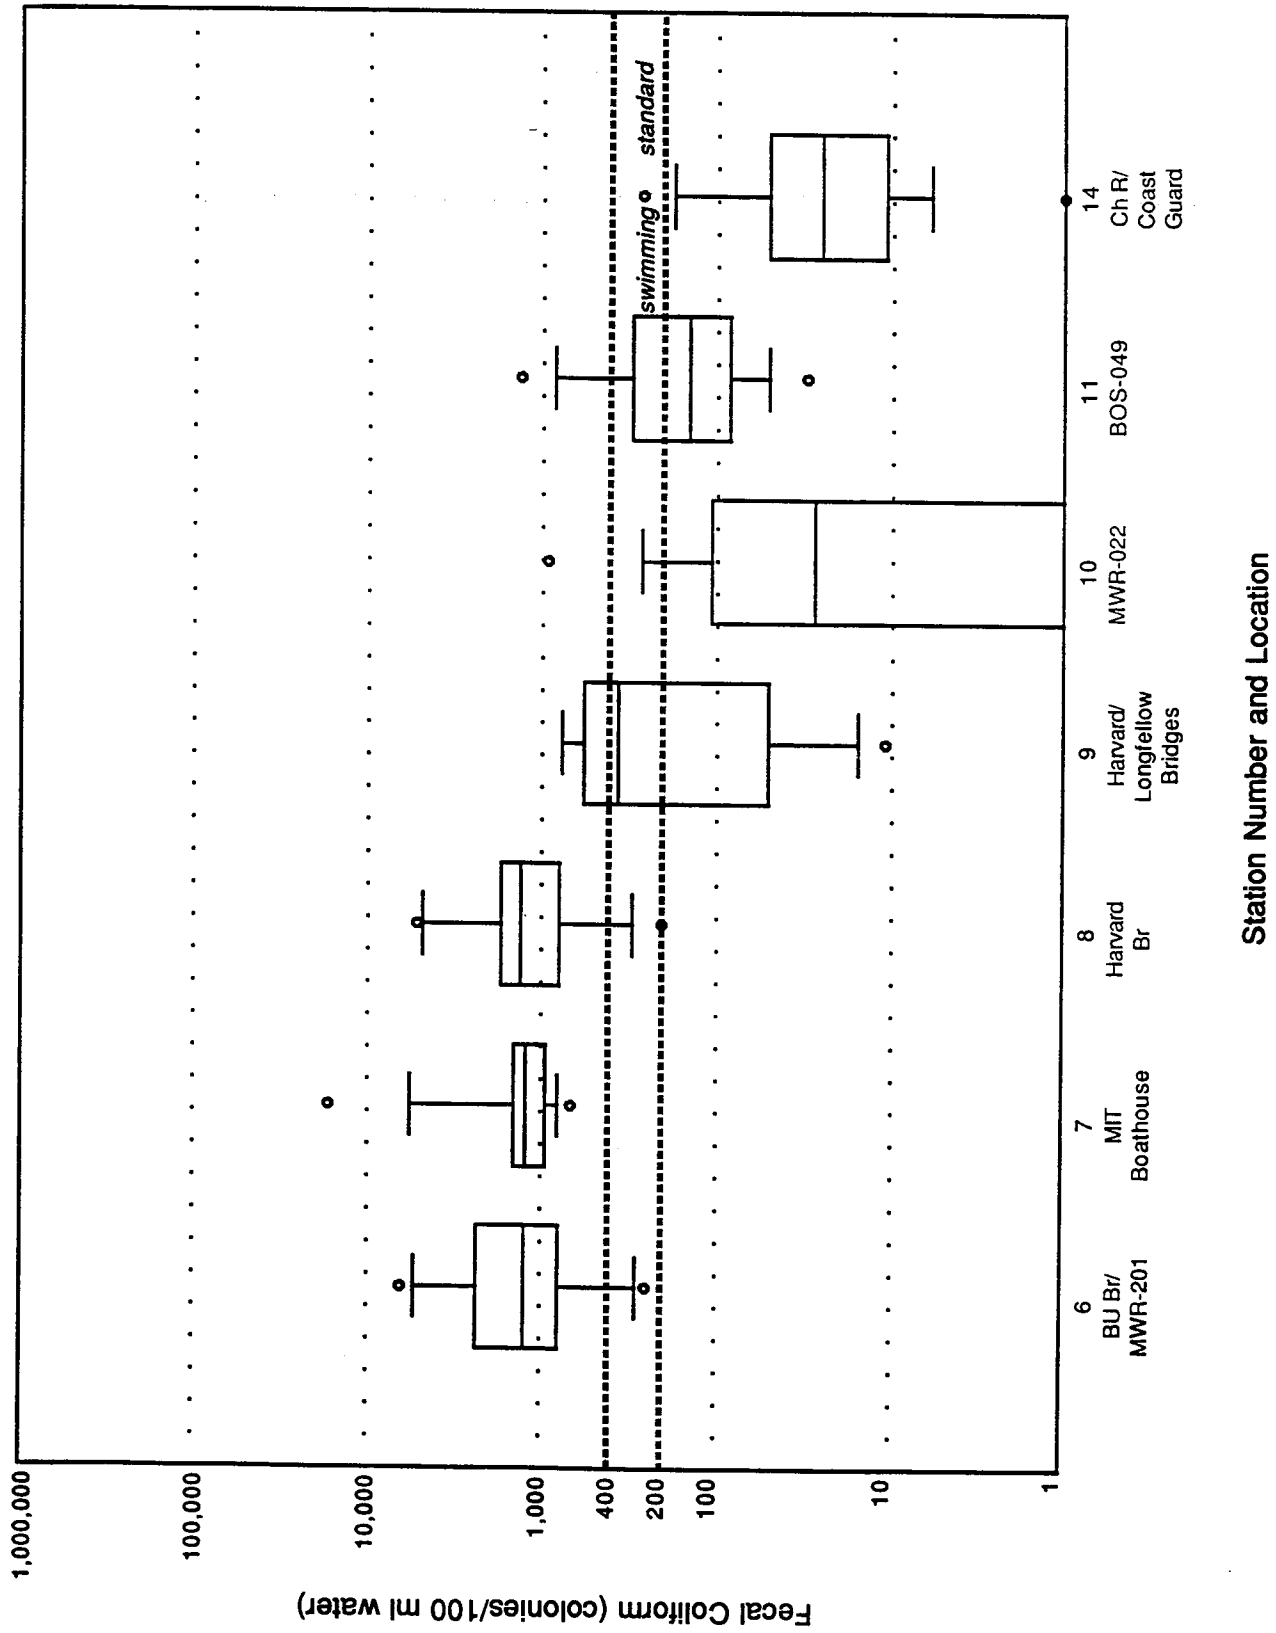 Fecal Coliform (colonies/100 ml water)
1,000,000
100,000
10,000
1,000
400
200
100
10
1
swimming standard
6
BU Br/
MWR-201
7
MIT
Boathouse
8
Harvard
Br
9
Harvard/
Longfellow
Bridges
10
MWR-022
11
BOS-049
14
Ch R/
Coast
Guard
Station Number and Location